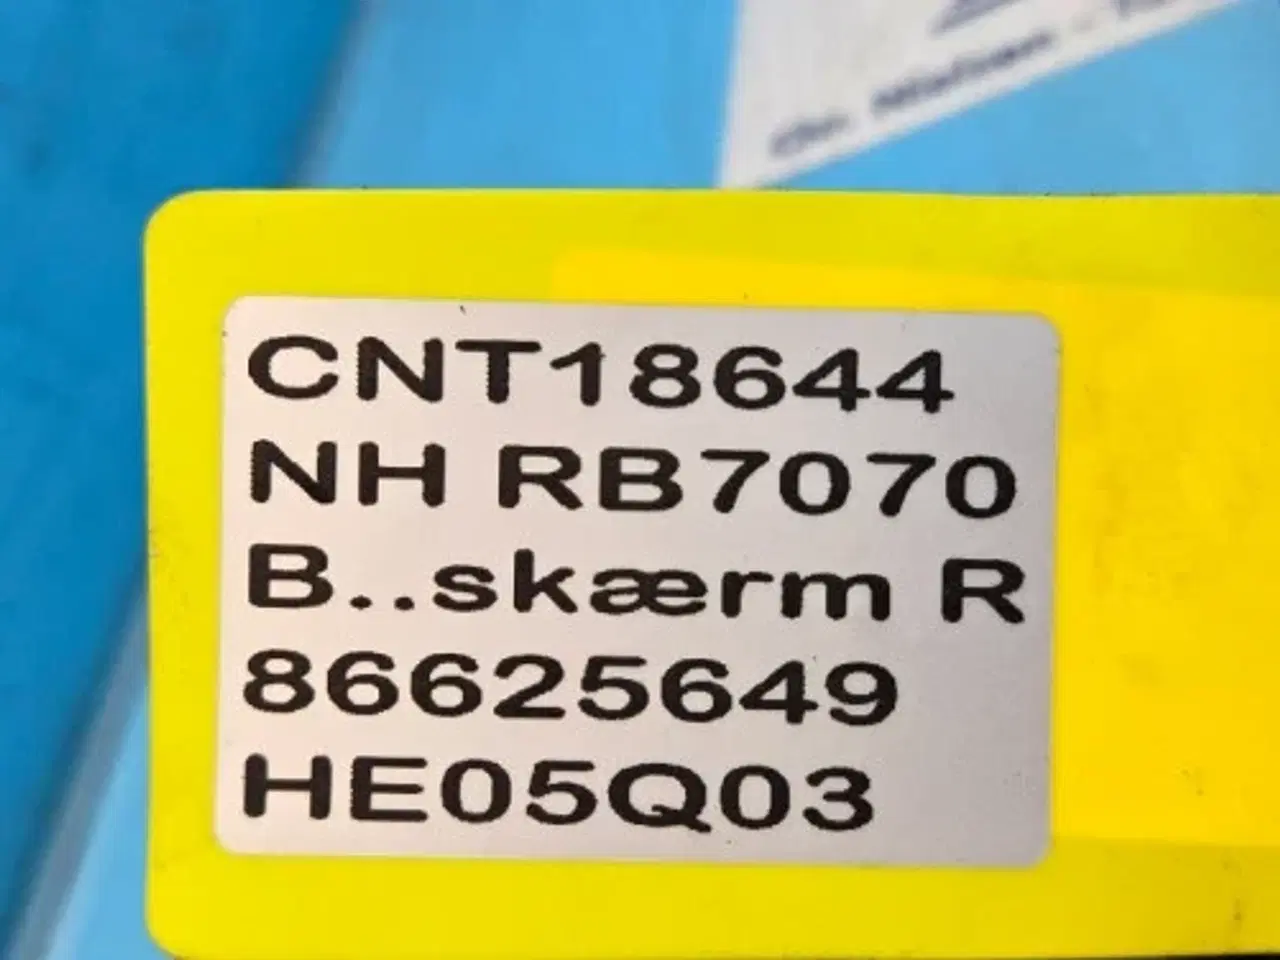 CNT18644
NH RB7070
B..skærm R
86625649
HE05Q03